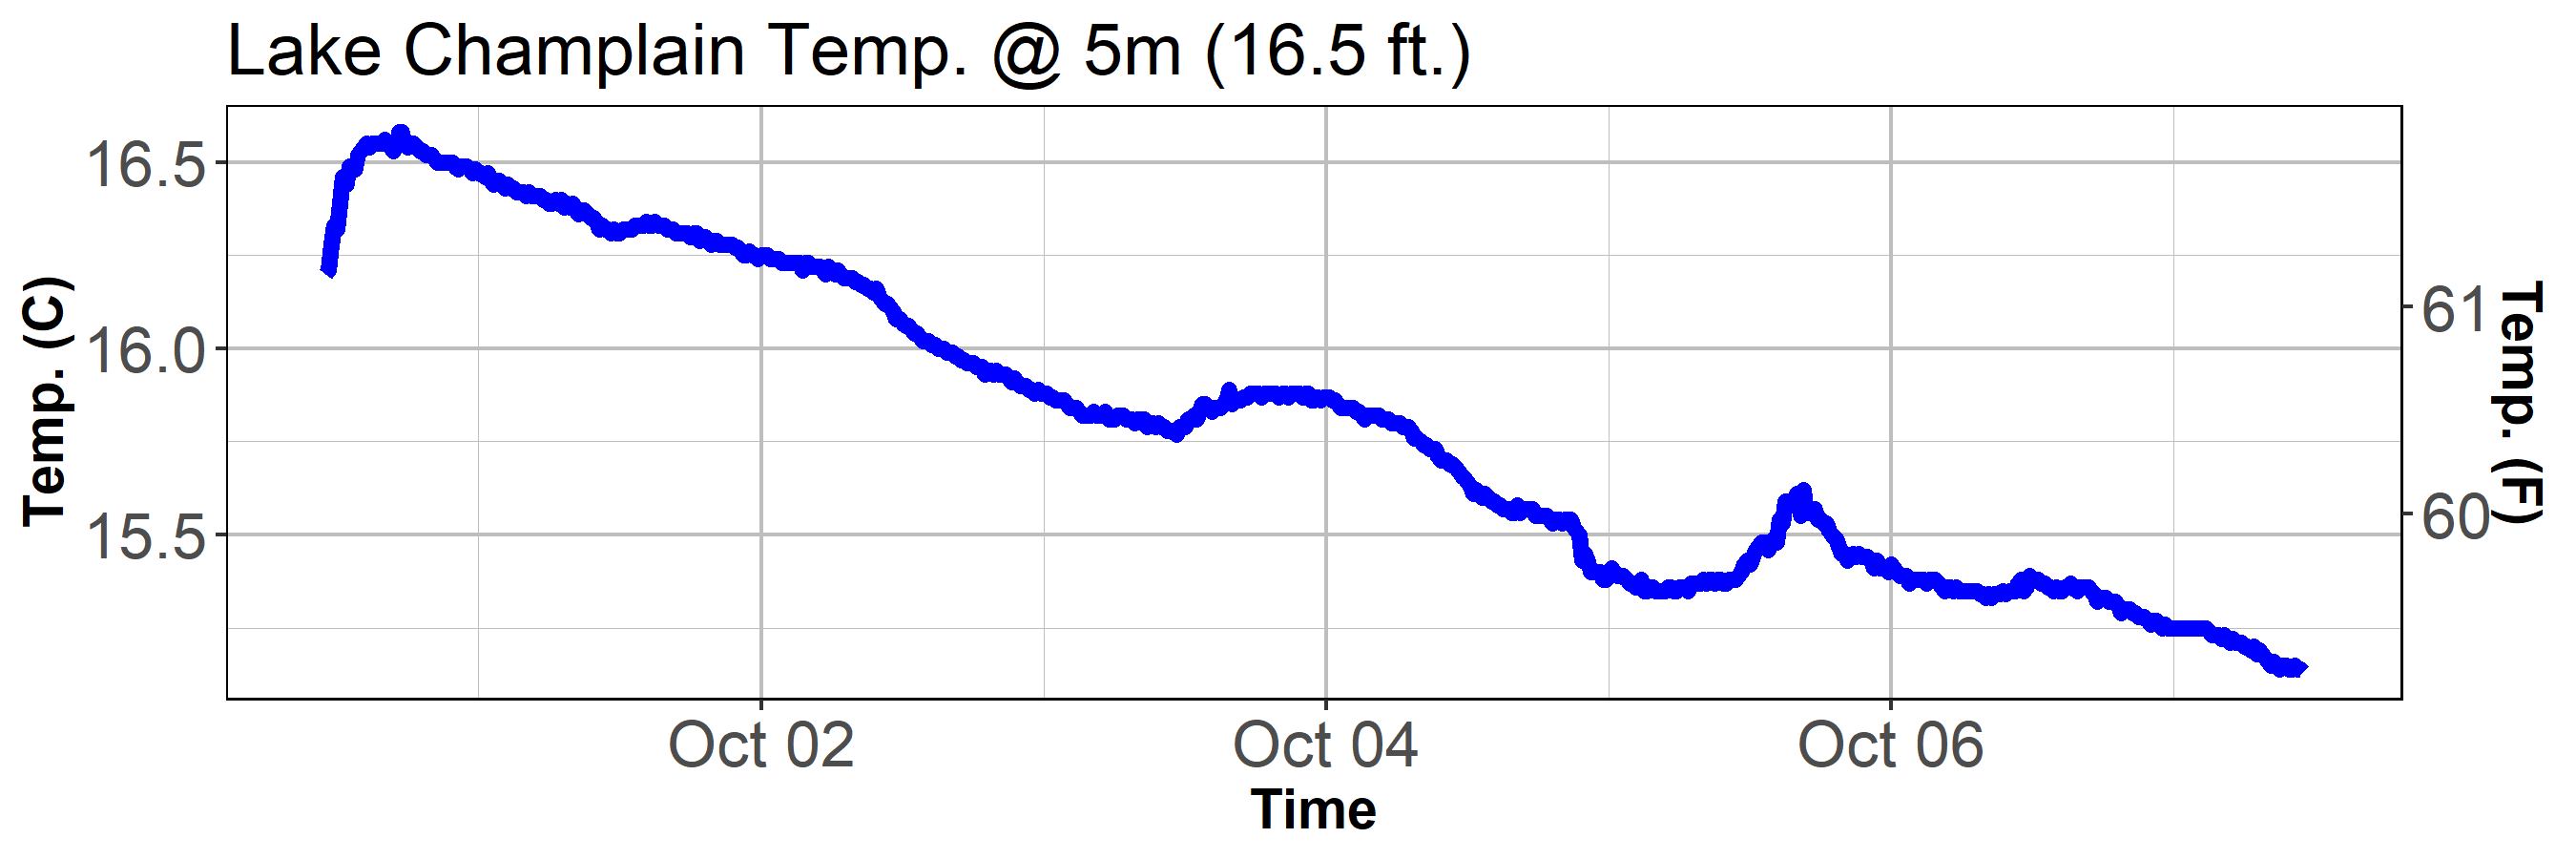 Lake Champlain Temp. @ 5m (16.5 ft.)
Temp. (C)
16.5
16.0
15.5
61
60
Temp. (F)
Oct 02
Oct 04
Oct 06
Time